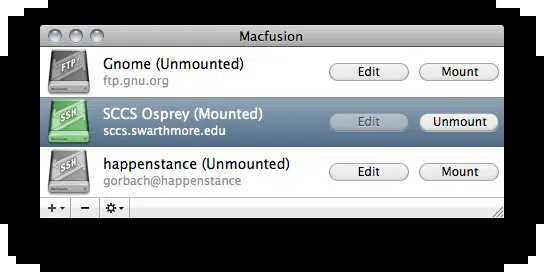 Macfusion
FTP
Gnome (Unmounted)
ftp.gnu.org
Edit
Mount
SSH
SCCS Osprey (Mounted)
sccs.swarthmore.edu
Edit
Unmount
SSH
happenstance (Unmounted)
gorbach@happenstance
Edit
Mount